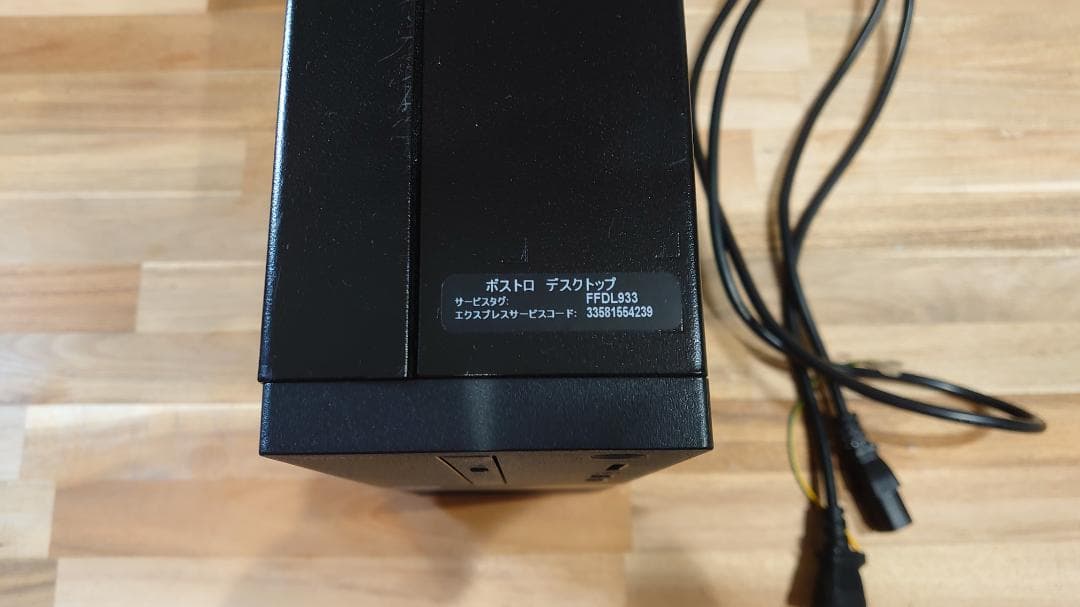 ボストロ デスクトップ
サービスタグ: FFDL933
エクスプレスサービスコード: 33581554239